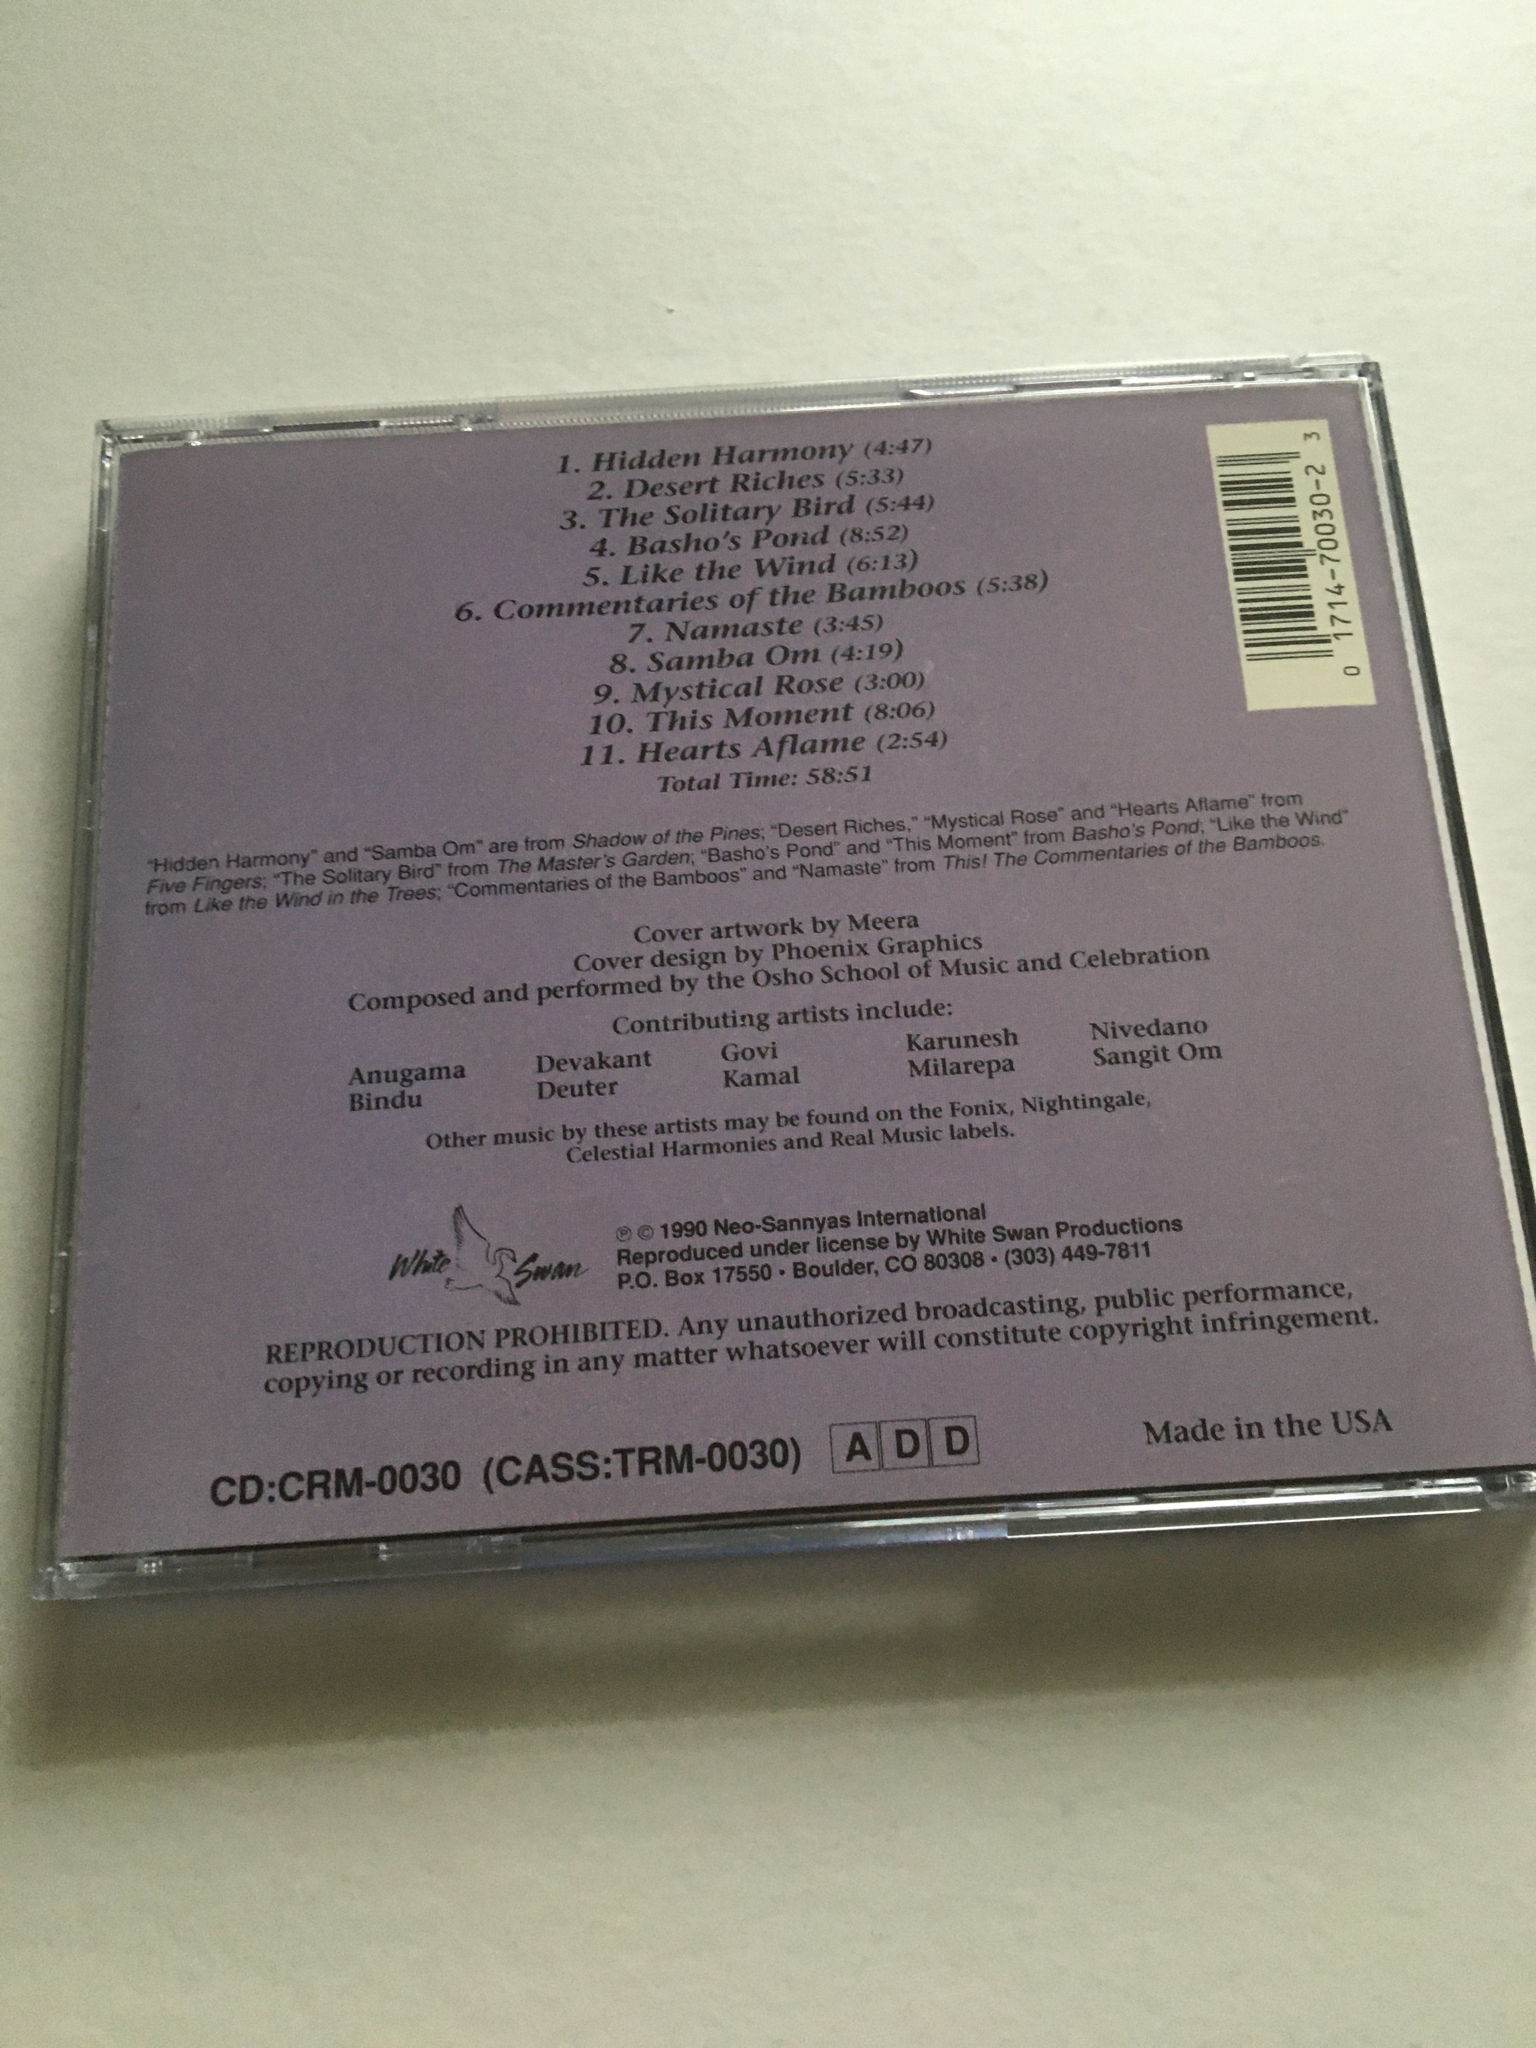 1. Hidden Harmony (4:47)
2. Desert Riches (5:33)
3. The Solitary Bird (5:44)
4. Basho's Pond (8:52)
5. Like the Wind (6:13)
6. Commentaries of the Bamboos (5:38)
7. Namaste (3:45)
8. Samba Om (4:19)
9. Mystical Rose (3:00)
10. This Moment (8:06)
11. Hearts Aflame (2:54)
Total Time: 58:51
0 1714-70030-2 3
"Hidden Harmony" and "Samba Om" are from Shadow of the Pines; "Desert Riches," "Mystical Rose" and "Hearts Aflame" from
Five Fingers; "The Solitary Bird" from The Master's Garden; "Basho's Pond" and "This Moment" from Basho's Pond; "Like the Wind"
from Like the Wind in the Trees; "Commentaries of the Bamboos" and "Namaste" from This! The Commentaries of the Bamboos.
Cover artwork by Meera
Cover design by Phoenix Graphics
Composed and performed by the Osho School of Music and Celebration
Contributing artists include:
Anugama Devakant Govi Karunesh Nivedano
Bindu Deuter Kamal Milarepa Sangit Om
Other music by these artists may be found on the Fonix, Nightingale,
Celestial Harmonies and Real Music labels.
White Swan
℗ © 1990 Neo-Sannyas International
Reproduced under license by White Swan Productions
P.O. Box 17550 • Boulder, CO 80308 • (303) 449-7811
REPRODUCTION PROHIBITED. Any unauthorized broadcasting, public performance,
copying or recording in any matter whatsoever will constitute copyright infringement.
CD:CRM-0030 (CASS:TRM-0030) A D D Made in the USA